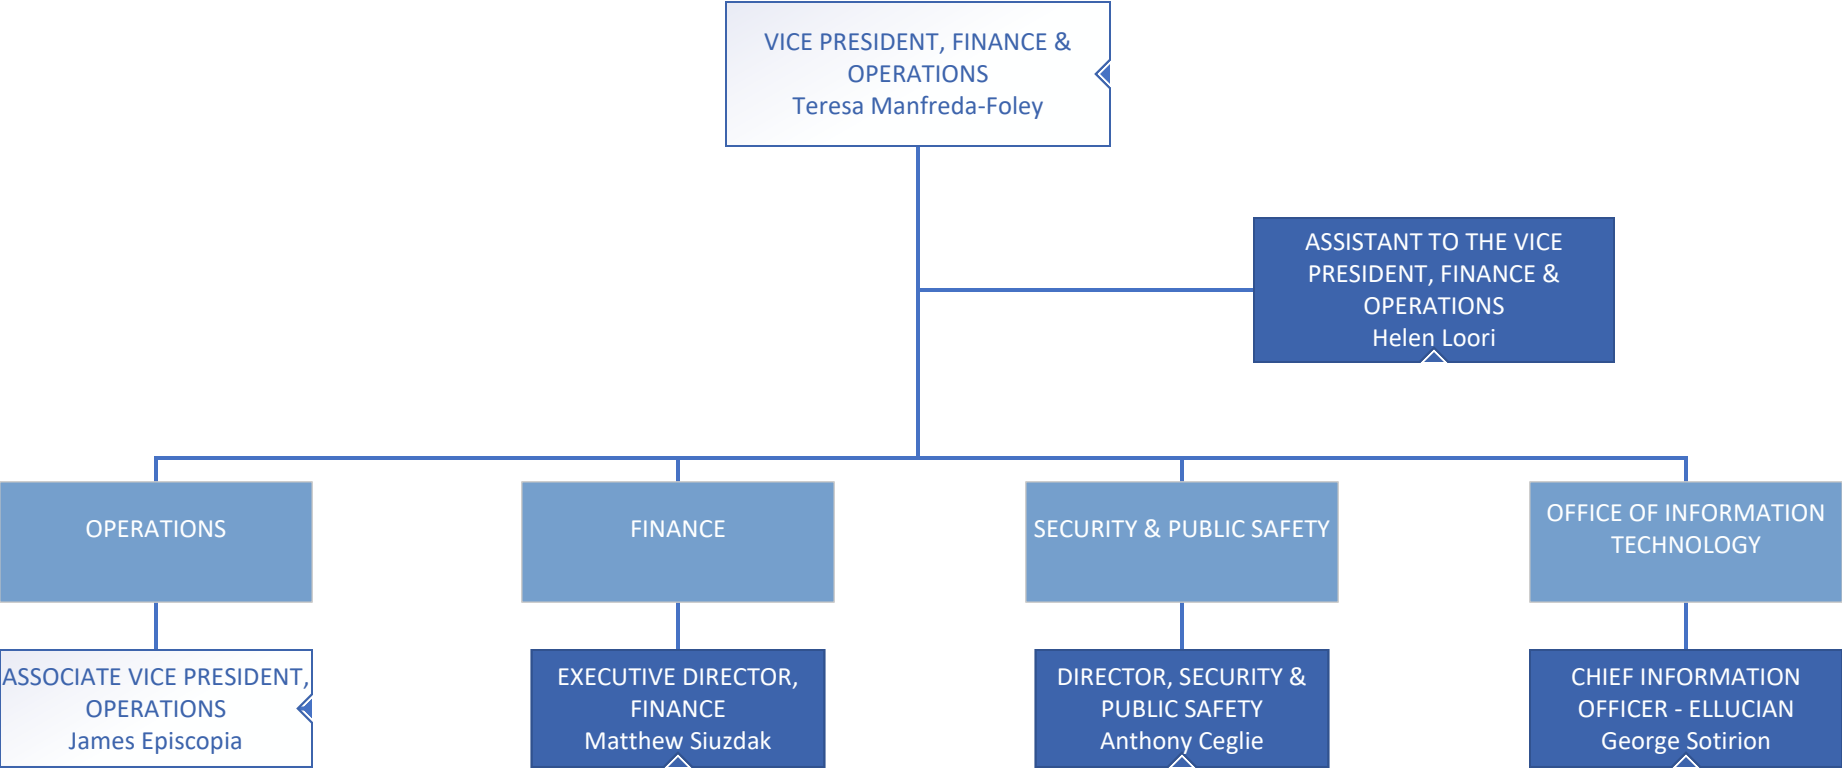 VICE PRESIDENT, FINANCE &
OPERATIONS
Teresa Manfreda-Foley
ASSISTANT TO THE VICE
PRESIDENT, FINANCE &
OPERATIONS
Helen Loori
OPERATIONS
FINANCE
SECURITY & PUBLIC SAFETY
OFFICE OF INFORMATION
TECHNOLOGY
ASSOCIATE VICE PRESIDENT,
OPERATIONS
James Episcopia
EXECUTIVE DIRECTOR,
FINANCE
Matthew Siuzdak
DIRECTOR, SECURITY &
PUBLIC SAFETY
Anthony Ceglie
CHIEF INFORMATION
OFFICER - ELLUCIAN
George Sotirion